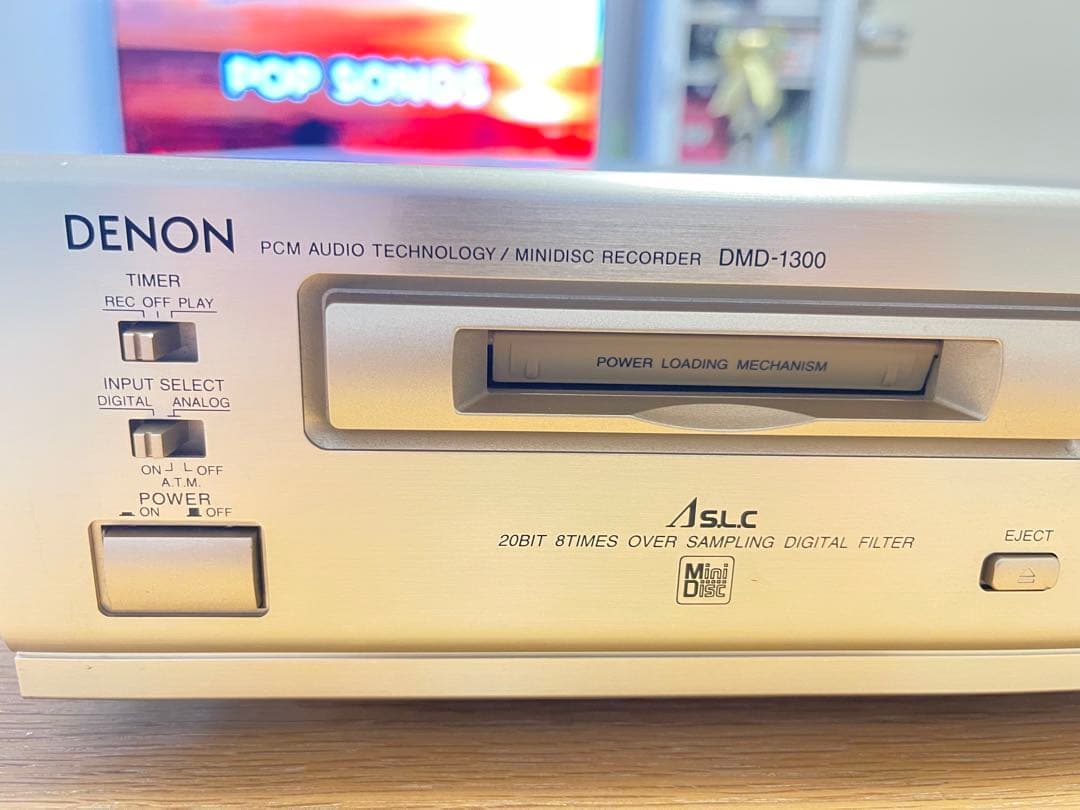 POP SONGS
DENON
PCM AUDIO TECHNOLOGY / MINIDISC RECORDER DMD-1300
TIMER
REC OFF PLAY
POWER LOADING MECHANISM
INPUT SELECT
DIGITAL ANALOG
ON OFF
A.T.M.
POWER
ON OFF
ASLC
20BIT 8TIMES OVER SAMPLING DIGITAL FILTER
Mini
Disc
EJECT